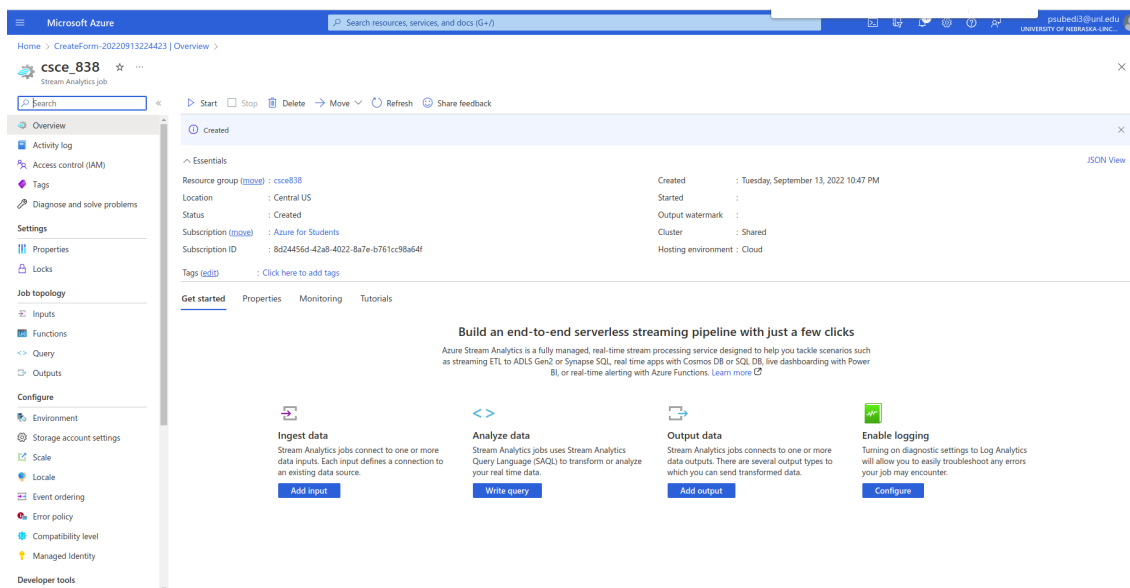 Microsoft Azure
Search resources, services, and docs (G+/)
psubedi3@unl.edu
UNIVERSITY OF NEBRASKA-LINC...
Home > CreateForm-20220913224423 | Overview >
csce_838
Stream Analytics job
Search
Start Stop Delete Move Refresh Share feedback
Overview
Activity log
Access control (IAM)
Tags
Diagnose and solve problems
Settings
Properties
Locks
Job topology
Inputs
Functions
Query
Outputs
Configure
Environment
Storage account settings
Scale
Locale
Event ordering
Error policy
Compatibility level
Managed Identity
Developer tools
Created
Essentials
JSON View
Resource group (move) : csce838
Location : Central US
Status : Created
Subscription (move) : Azure for Students
Subscription ID : 8d24456d-42a8-4022-8a7e-b761cc98a64f
Created : Tuesday, September 13, 2022 10:47 PM
Started :
Output watermark :
Cluster : Shared
Hosting environment : Cloud
Tags (edit) : Click here to add tags
Get started Properties Monitoring Tutorials
Build an end-to-end serverless streaming pipeline with just a few clicks
Azure Stream Analytics is a fully managed, real-time stream processing service designed to help you tackle scenarios such
as streaming ETL to ADLS Gen2 or Synapse SQL, real time apps with Cosmos DB or SQL DB, live dashboarding with Power
BI, or real-time alerting with Azure Functions. Learn more
Ingest data
Stream Analytics jobs connect to one or more
data inputs. Each input defines a connection to
an existing data source.
Add input
Analyze data
Stream Analytics jobs uses Stream Analytics
Query Language (SAQL) to transform or analyze
your real time data.
Write query
Output data
Stream Analytics jobs connects to one or more
data outputs. There are several output types to
which you can send transformed data.
Add output
Enable logging
Turning on diagnostic settings to Log Analytics
will allow you to easily troubleshoot any errors
your job may encounter.
Configure